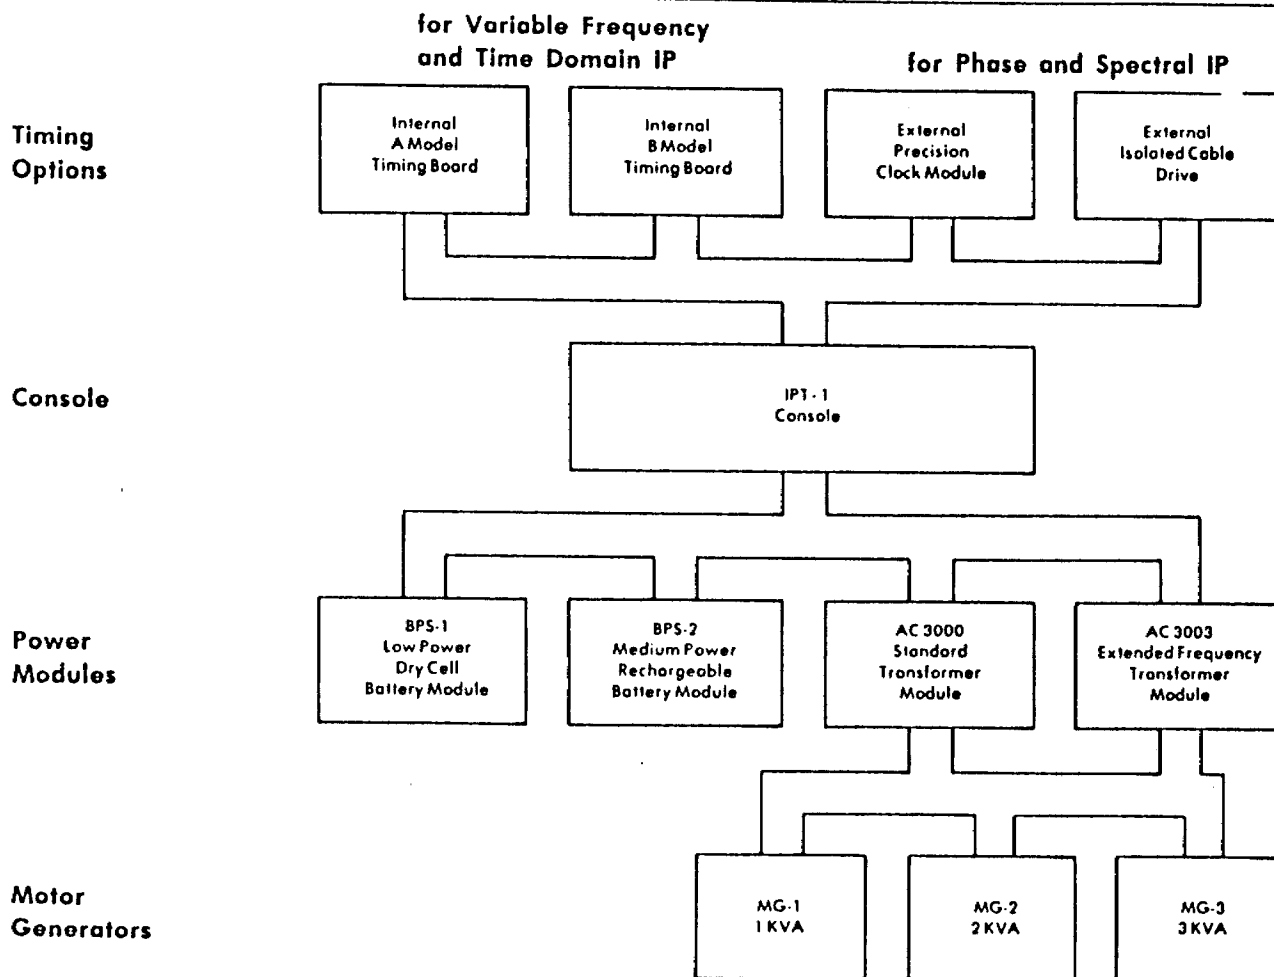 for Variable Frequency
and Time Domain IP
for Phase and Spectral IP
Timing
Options
Internal
A Model
Timing Board
Internal
B Model
Timing Board
External
Precision
Clock Module
External
Isolated Cable
Drive
Console
IPT-1
Console
Power
Modules
BPS-1
Low Power
Dry Cell
Battery Module
BPS-2
Medium Power
Rechargeable
Battery Module
AC 3000
Standard
Transformer
Module
AC 3003
Extended Frequency
Transformer
Module
Motor
Generators
MG-1
1 KVA
MG-2
2 KVA
MG-3
3 KVA